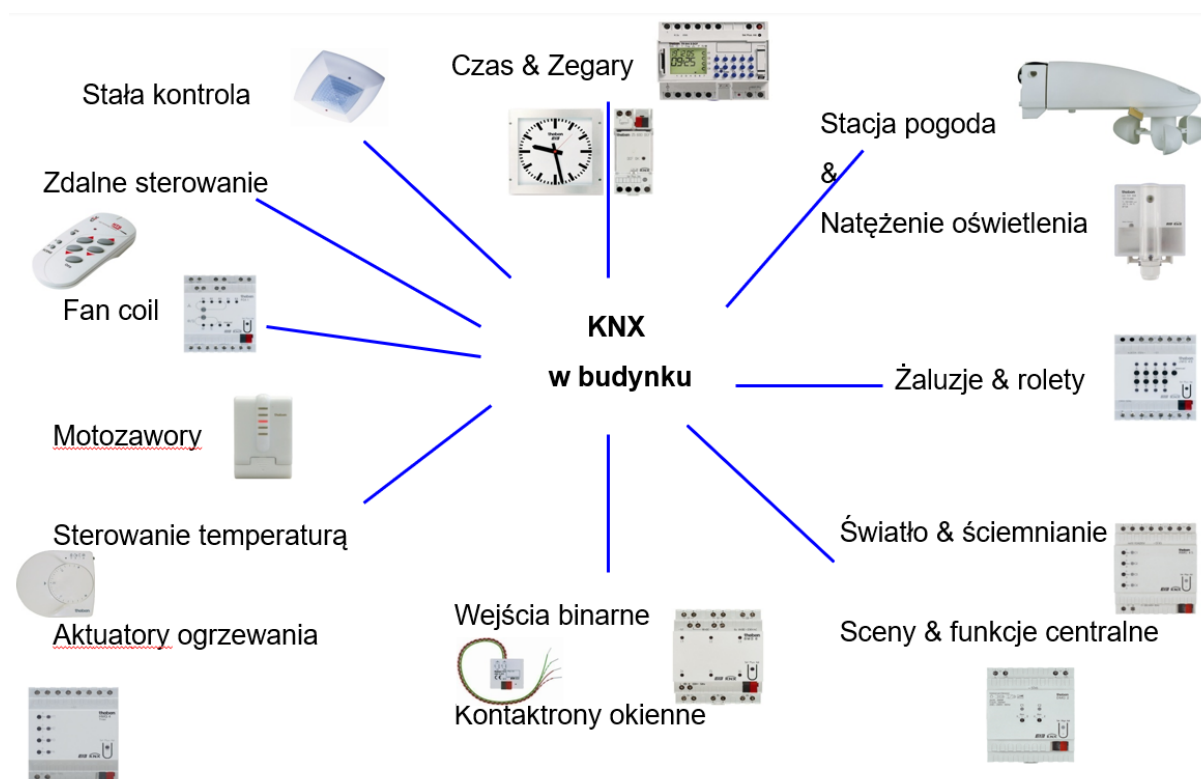 Czas & Zegary
Stała kontrola
Stacja pogoda
&
Natężenie oświetlenia
Zdalne sterowanie
Fan coil
KNX
w budynku
Żaluzje & rolety
Motozawory
Sterowanie temperaturą
Światło & ściemnianie
Aktuatory ogrzewania
Wejścia binarne
Sceny & funkcje centralne
Kontaktrony okienne